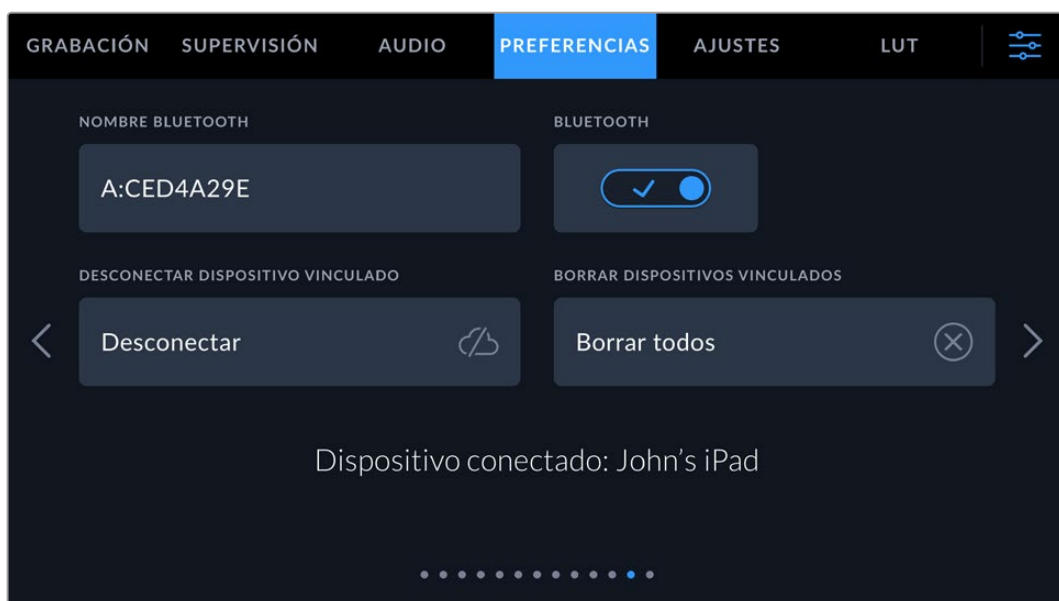 GRABACIÓN SUPERVISIÓN AUDIO PREFERENCIAS AJUSTES LUT
NOMBRE BLUETOOTH BLUETOOTH
A:CED4A29E
DESCONECTAR DISPOSITIVO VINCULADO BORRAR DISPOSITIVOS VINCULADOS
Desconectar Borrar todos
Dispositivo conectado: John’s iPad